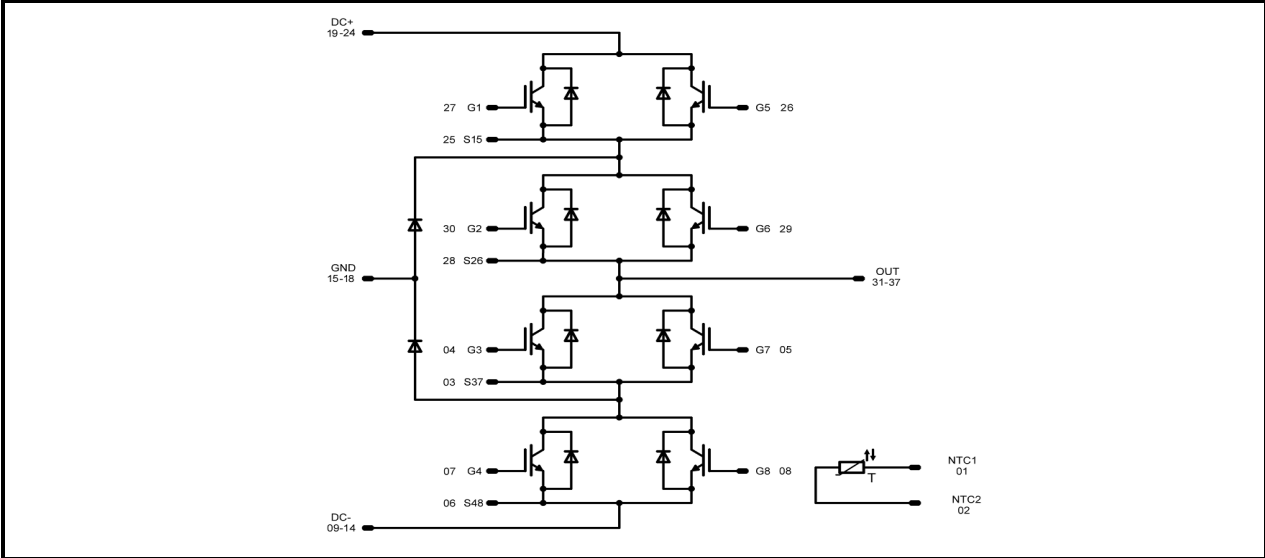 DC+
19-24
27 G1
G5 26
25 S15
30 G2
G6 29
28 S26
GND
15-18
OUT
31-37
04 G3
G7 05
03 S37
07 G4
G8 08
06 S48
DC-
09-14
T
NTC1
01
NTC2
02